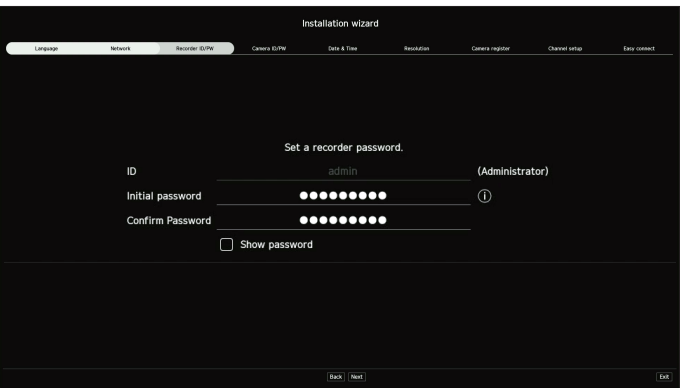 Installation wizard
Language Network Recorder ID/PW Camera ID/PW Date & Time Resolution Camera register Channel setup Easy connect
Set a recorder password.
ID admin (Administrator)
Initial password ●●●●●●●●● i
Confirm Password ●●●●●●●●●
Show password
Back Next Exit